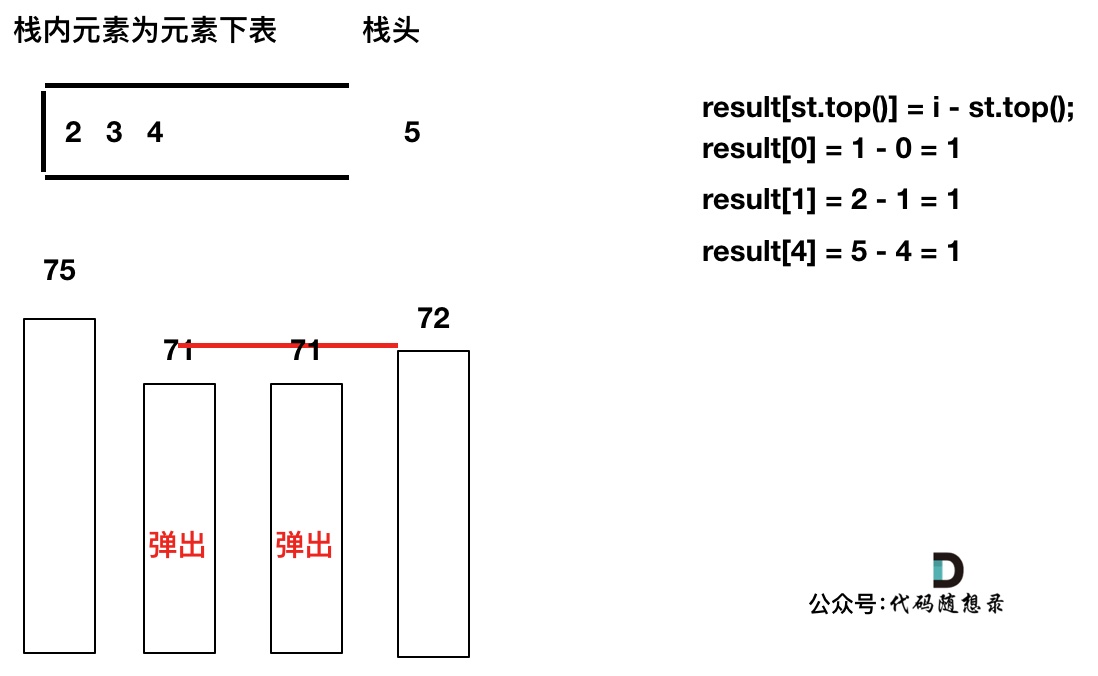 栈内元素为元素下表 栈头
2 3 4 5
result[st.top()] = i - st.top();
result[0] = 1 - 0 = 1
result[1] = 2 - 1 = 1
result[4] = 5 - 4 = 1
75
71 71 72
弹出 弹出
D
公众号:代码随想录